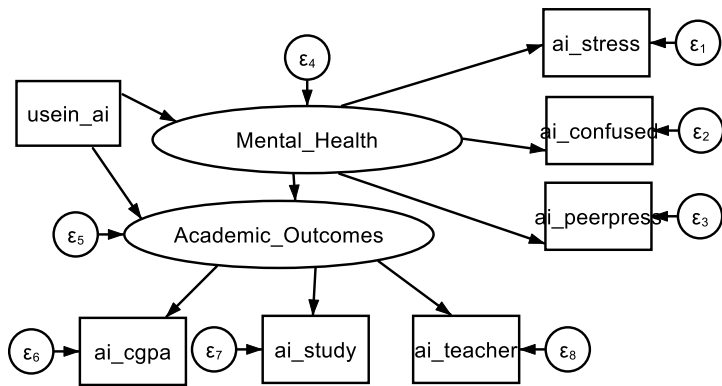 ε4
ai_stress
ε1
usein_ai
Mental_Health
ai_confused
ε2
ai_peerpress
ε3
ε5
Academic_Outcomes
ε6
ai_cgpa
ε7
ai_study
ai_teacher
ε8